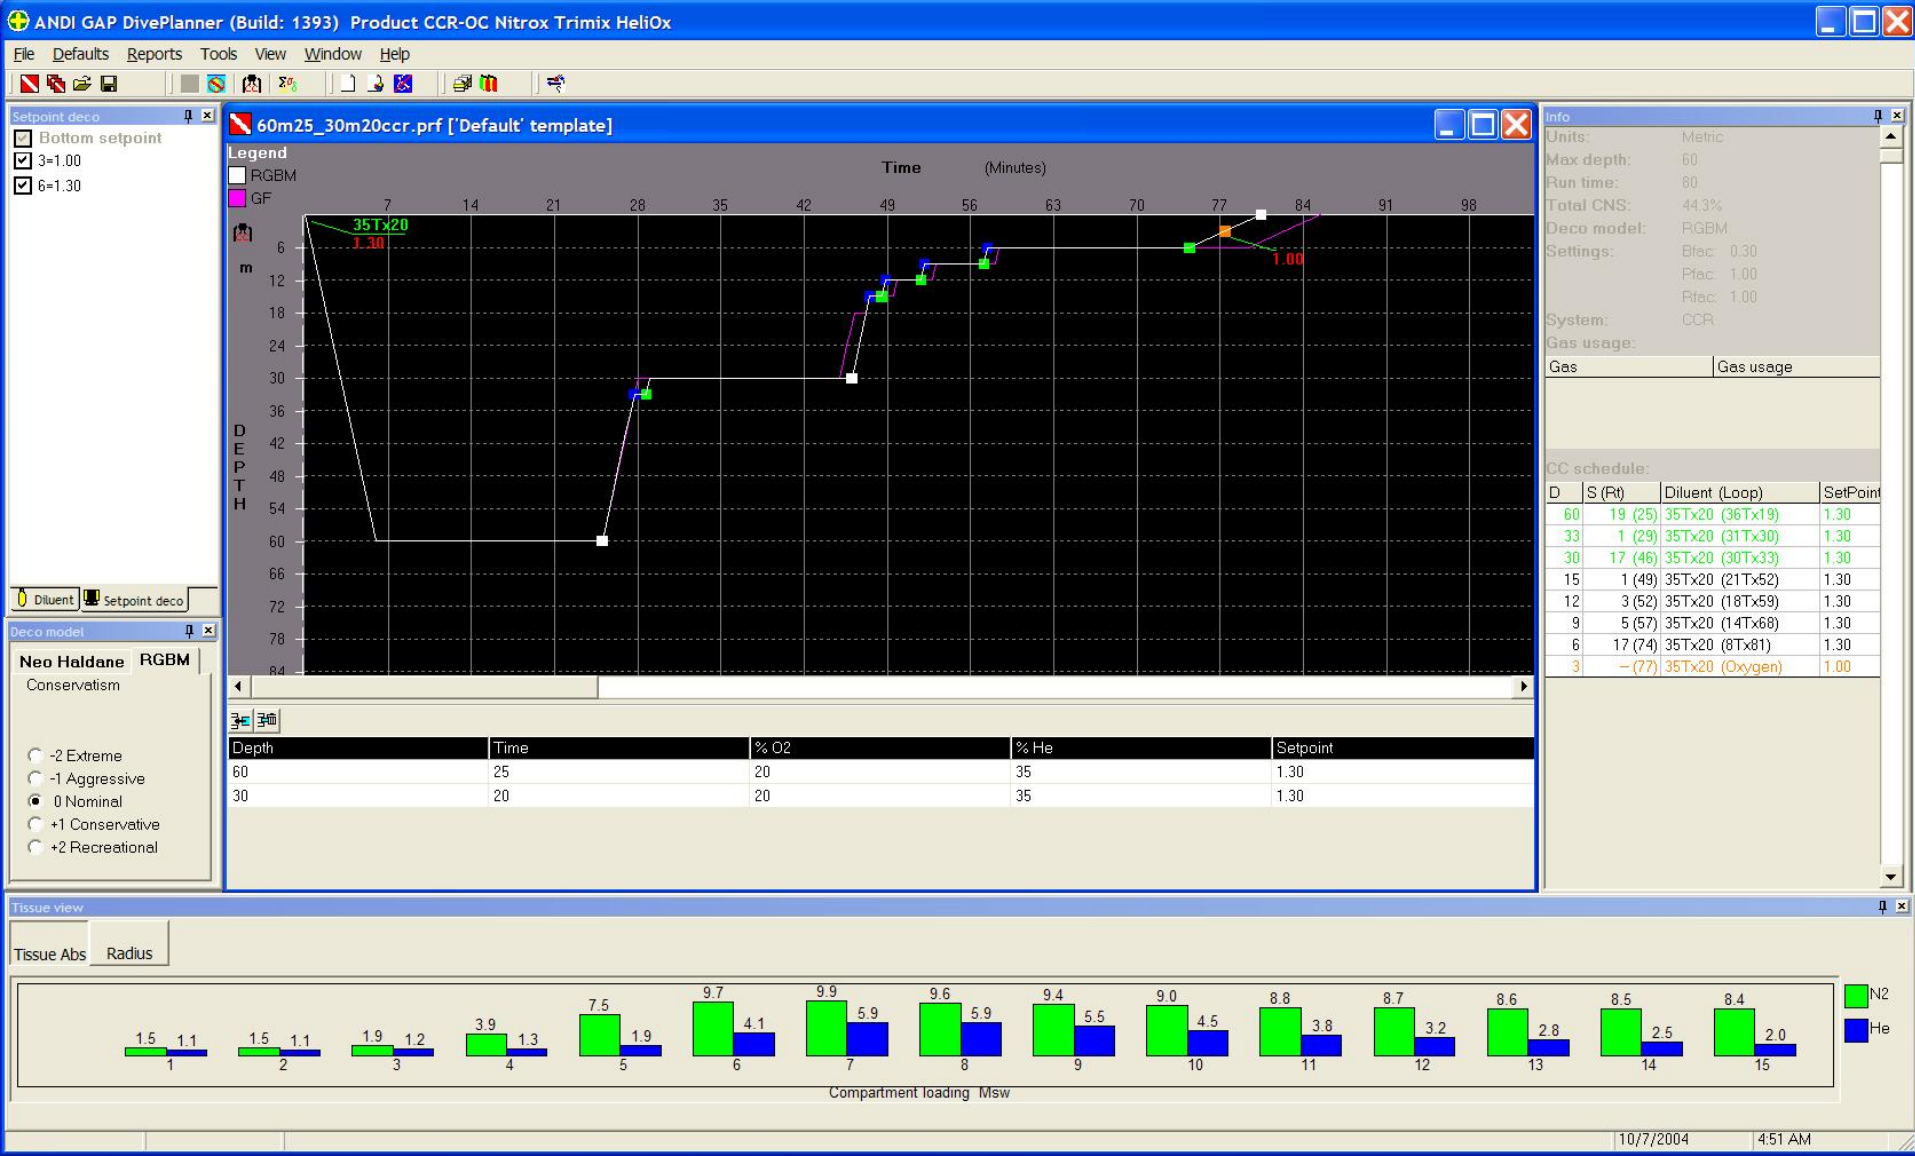 ANDI GAP DivePlanner (Build: 1393) Product CCR-OC Nitrox Trimix HeliOx
File Defaults Reports Tools View Window Help
Setpoint deco
Bottom setpoint
3=1.00
6=1.30
Diluent Setpoint deco
Deco model
Neo Haldane RGBM
Conservatism
-2 Extreme
-1 Aggressive
0 Nominal
+1 Conservative
+2 Recreational
60m25_30m20ccr.prf ['Default' template]
Legend
RGBM
GF
Time (Minutes)
7 14 21 28 35 42 49 56 63 70 77 84 91 98
35Tx20
1.30
1.00
m
DEPTH
6
12
18
24
30
36
42
48
54
60
66
72
78
84
Depth Time % O2 % He Setpoint
60 25 20 35 1.30
30 20 20 35 1.30
Info
Units: Metric
Max depth: 60
Run time: 80
Total CNS: 44.3%
Deco model: RGBM
Settings: Bfac: 0.30
Pfac: 1.00
Rfac: 1.00
System: CCR
Gas usage:
Gas Gas usage
CC schedule:
D S (Rt) Diluent (Loop) SetPoint
60 19 (25) 35Tx20 (36Tx19) 1.30
33 1 (29) 35Tx20 (31Tx30) 1.30
30 17 (46) 35Tx20 (30Tx33) 1.30
15 1 (49) 35Tx20 (21Tx52) 1.30
12 3 (52) 35Tx20 (18Tx59) 1.30
9 5 (57) 35Tx20 (14Tx68) 1.30
6 17 (74) 35Tx20 (8Tx81) 1.30
3 – (77) 35Tx20 (Oxygen) 1.00
Tissue view
Tissue Abs Radius
1.5 1.1 1.5 1.1 1.9 1.2 3.9 1.3 7.5 1.9 9.7 4.1 9.9 5.9 9.6 5.9 9.4 5.5 9.0 4.5 8.8 3.8 8.7 3.2 8.6 2.8 8.5 2.5 8.4 2.0
1 2 3 4 5 6 7 8 9 10 11 12 13 14 15
Compartment loading Msw
N2
He
10/7/2004 4:51 AM